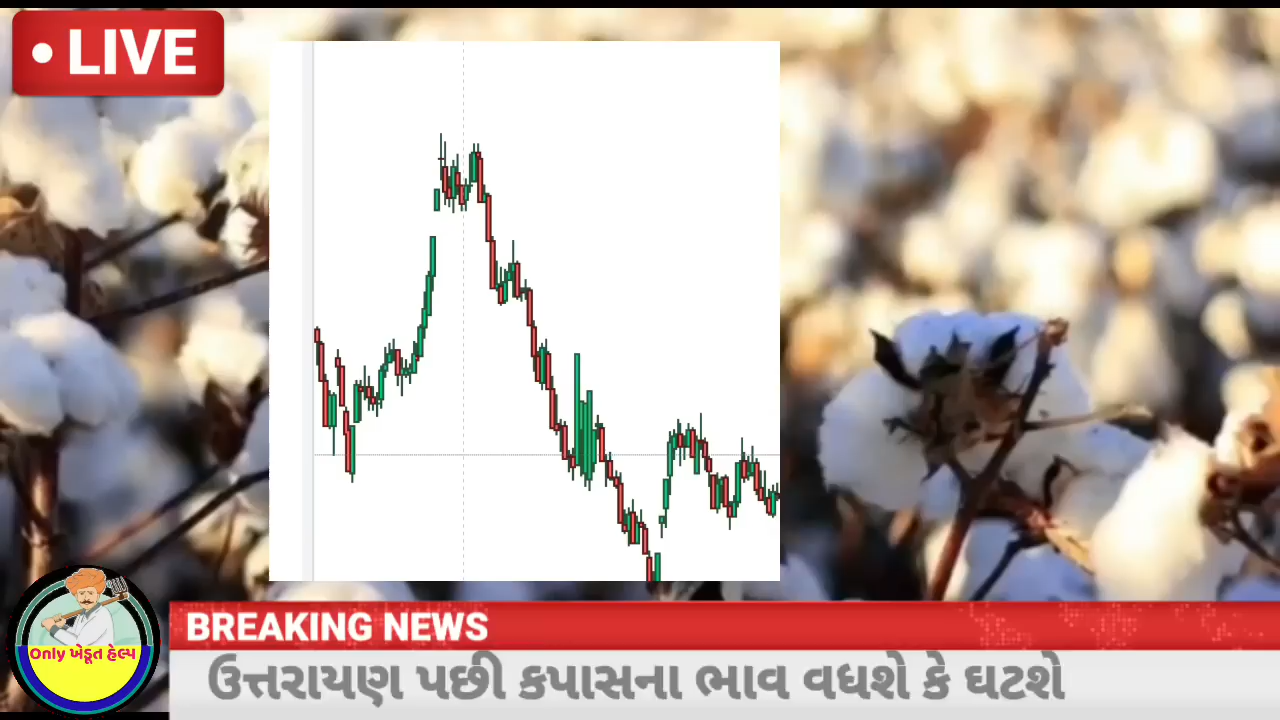 • LIVE
BREAKING NEWS
Only ખેડૂત હેલ્પ
ઉત્તરાયણ પછી કપાસના ભાવ વધશે કે ઘટશે